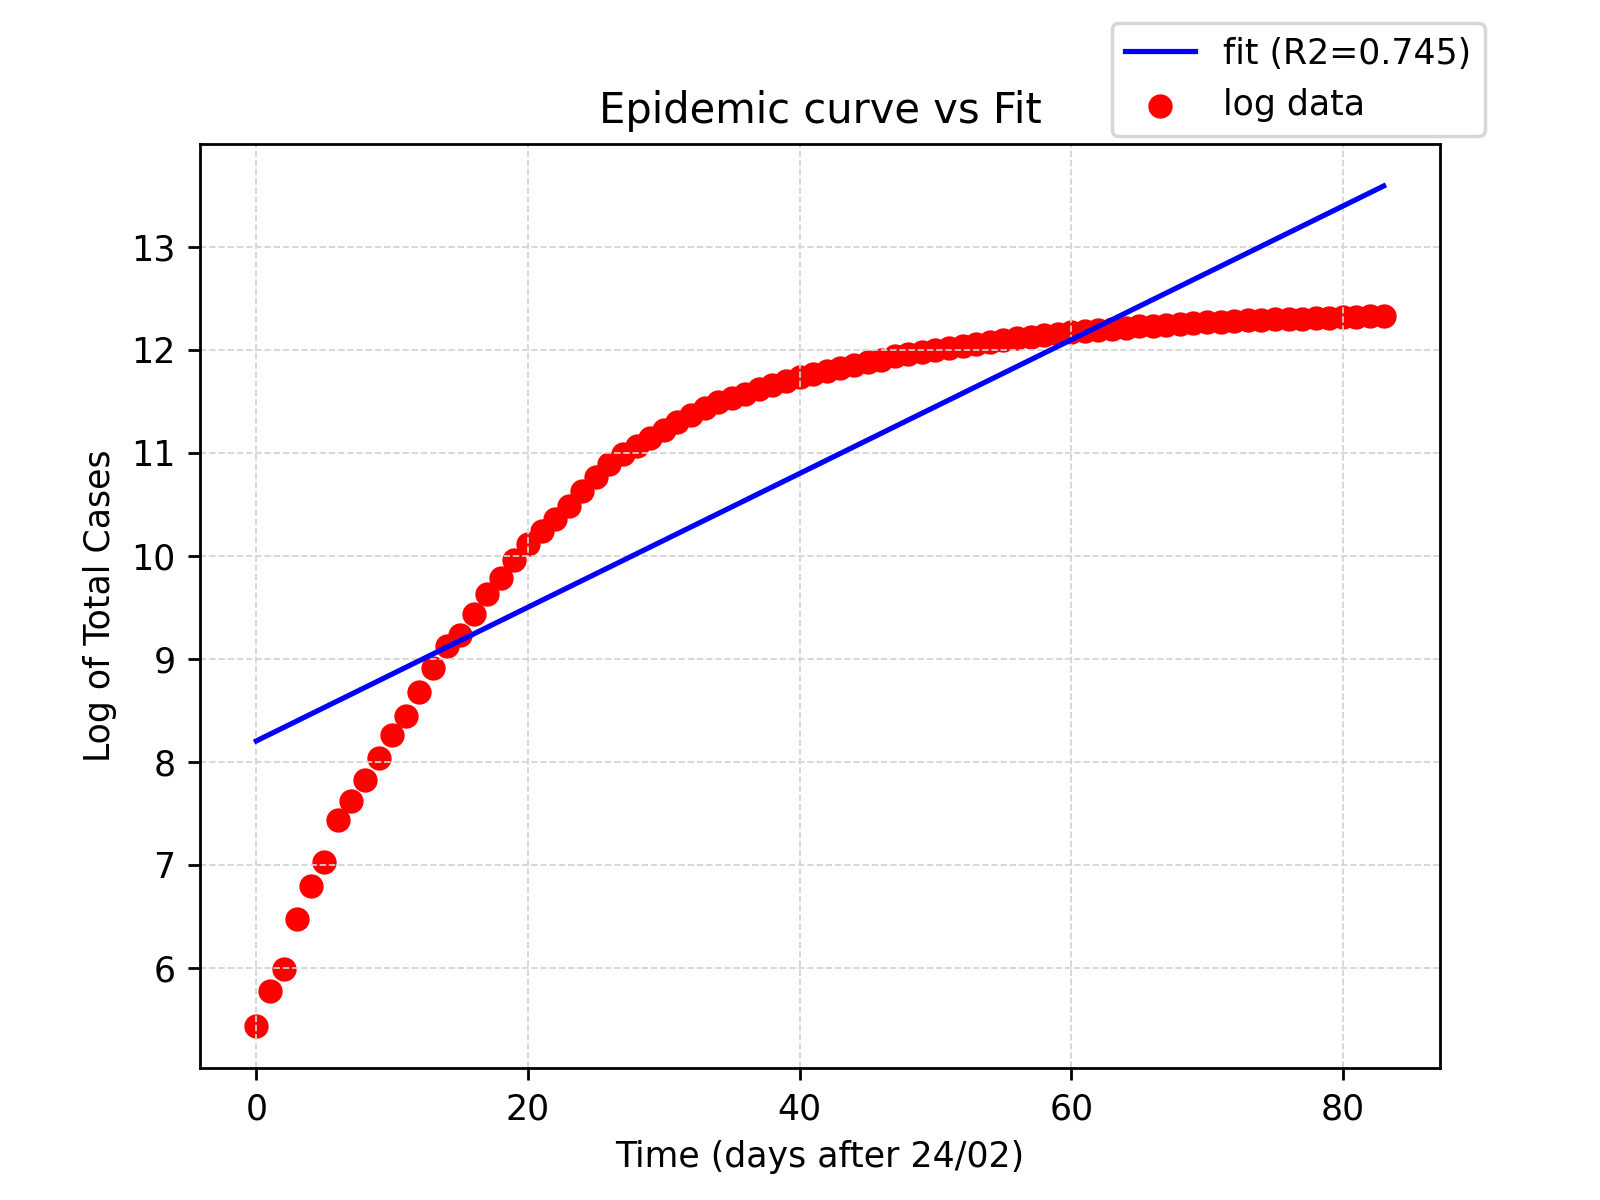 fit (R2=0.745)
log data
Epidemic curve vs Fit
13
12
11
10
9
8
7
6
Log of Total Cases
0 20 40 60 80
Time (days after 24/02)